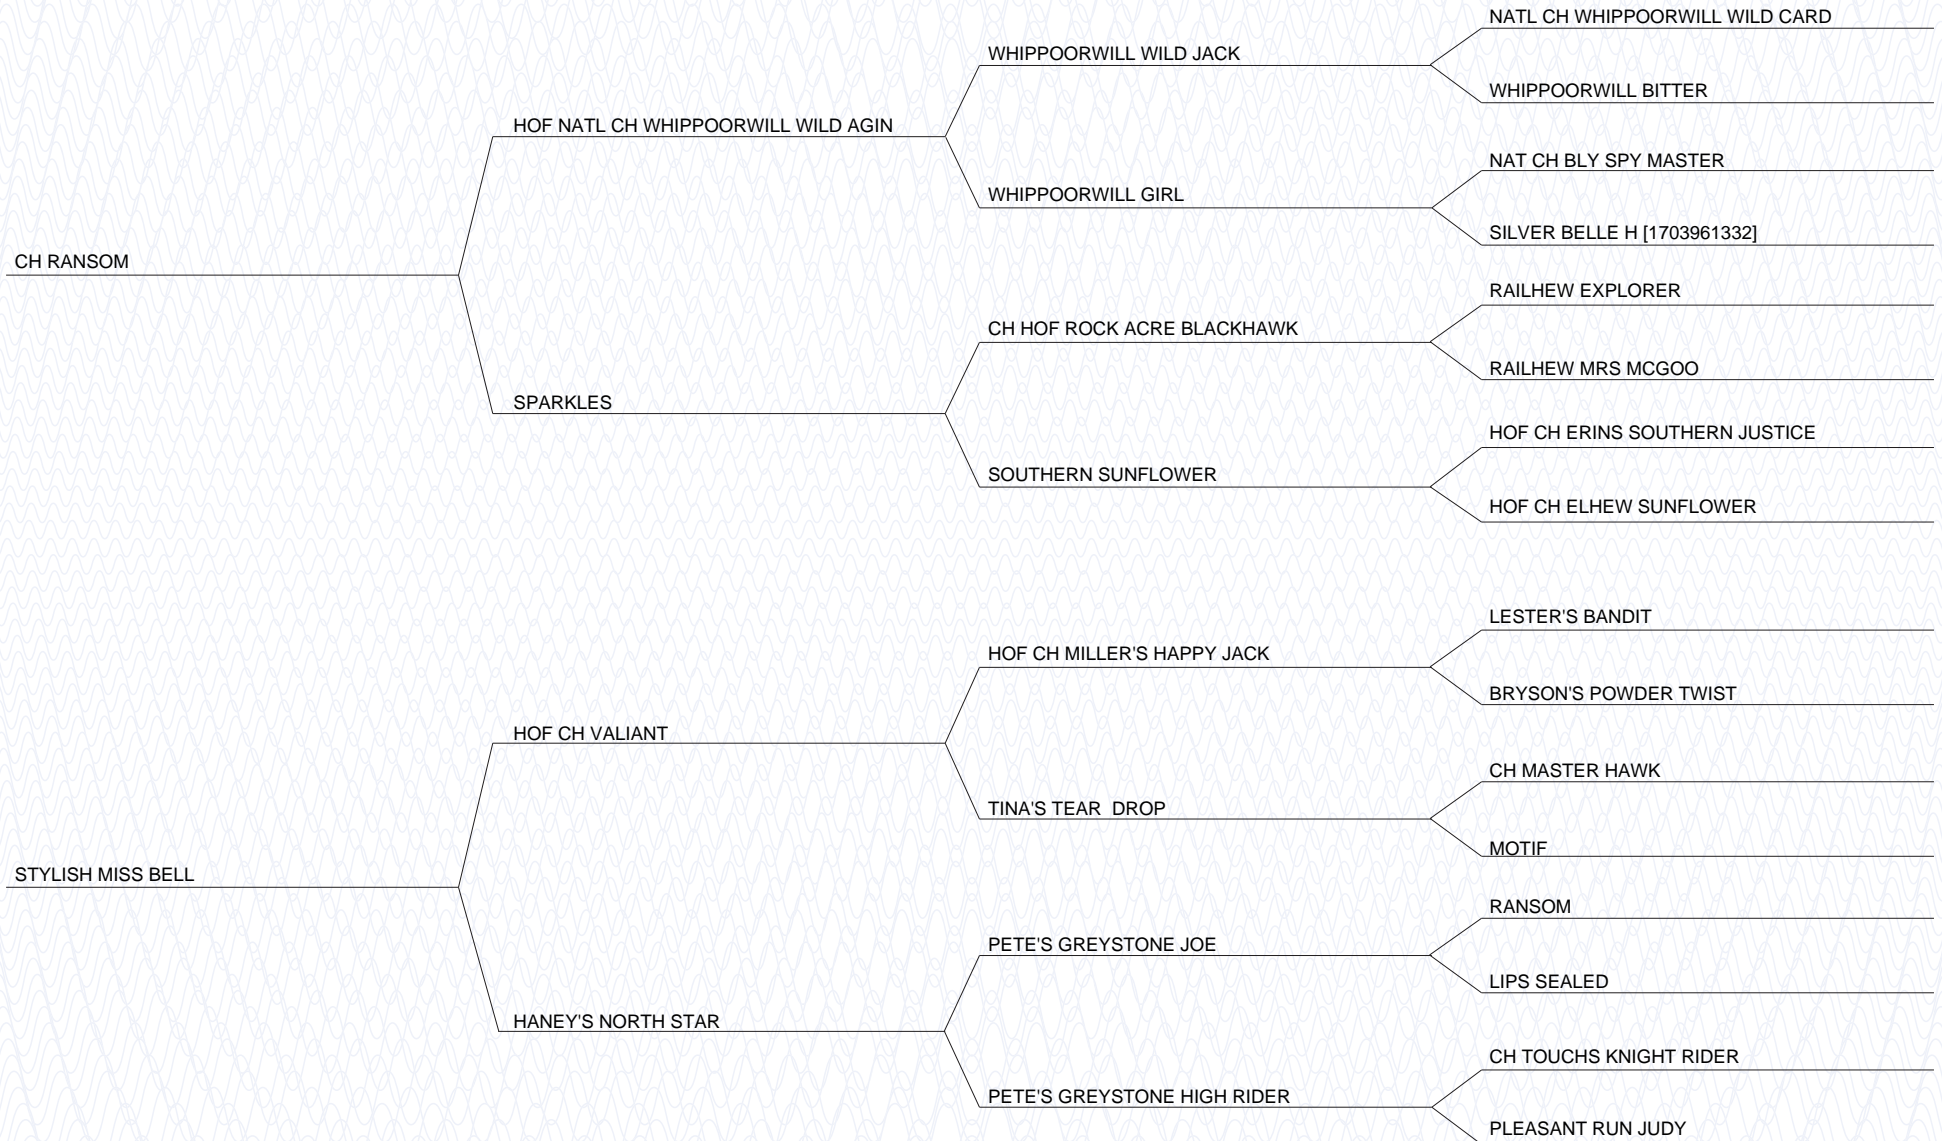 NATL CH WHIPPOORWILL WILD CARD
WHIPPOORWILL WILD JACK
WHIPPOORWILL BITTER
HOF NATL CH WHIPPOORWILL WILD AGIN
NAT CH BLY SPY MASTER
WHIPPOORWILL GIRL
SILVER BELLE H [1703961332]
CH RANSOM
RAILHEW EXPLORER
CH HOF ROCK ACRE BLACKHAWK
RAILHEW MRS MCGOO
SPARKLES
HOF CH ERINS SOUTHERN JUSTICE
SOUTHERN SUNFLOWER
HOF CH ELHEW SUNFLOWER
LESTER'S BANDIT
HOF CH MILLER'S HAPPY JACK
BRYSON'S POWDER TWIST
HOF CH VALIANT
CH MASTER HAWK
TINA'S TEAR  DROP
MOTIF
STYLISH MISS BELL
RANSOM
PETE'S GREYSTONE JOE
LIPS SEALED
HANEY'S NORTH STAR
CH TOUCHS KNIGHT RIDER
PETE'S GREYSTONE HIGH RIDER
PLEASANT RUN JUDY